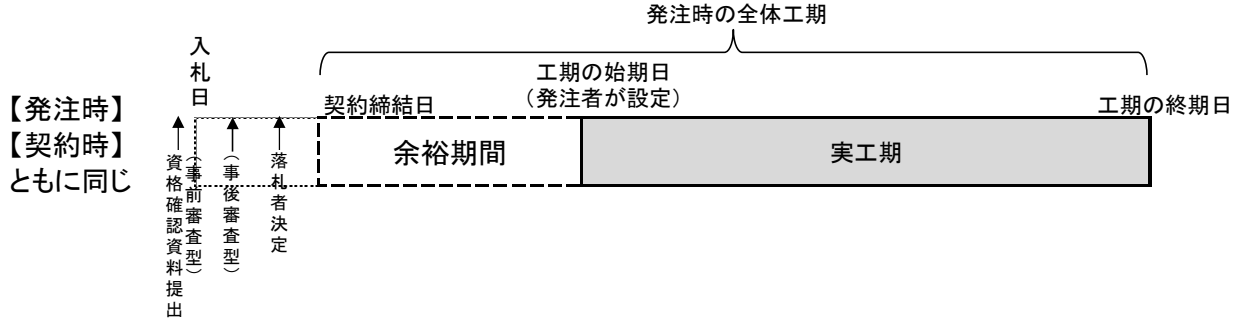 発注時の全体工期
入札日
工期の始期日
（発注者が設定）
契約締結日
工期の終期日
【発注時】
【契約時】
ともに同じ
余裕期間
実工期
資格確認資料提出
（事前審査型）
（事後審査型）
落札者決定